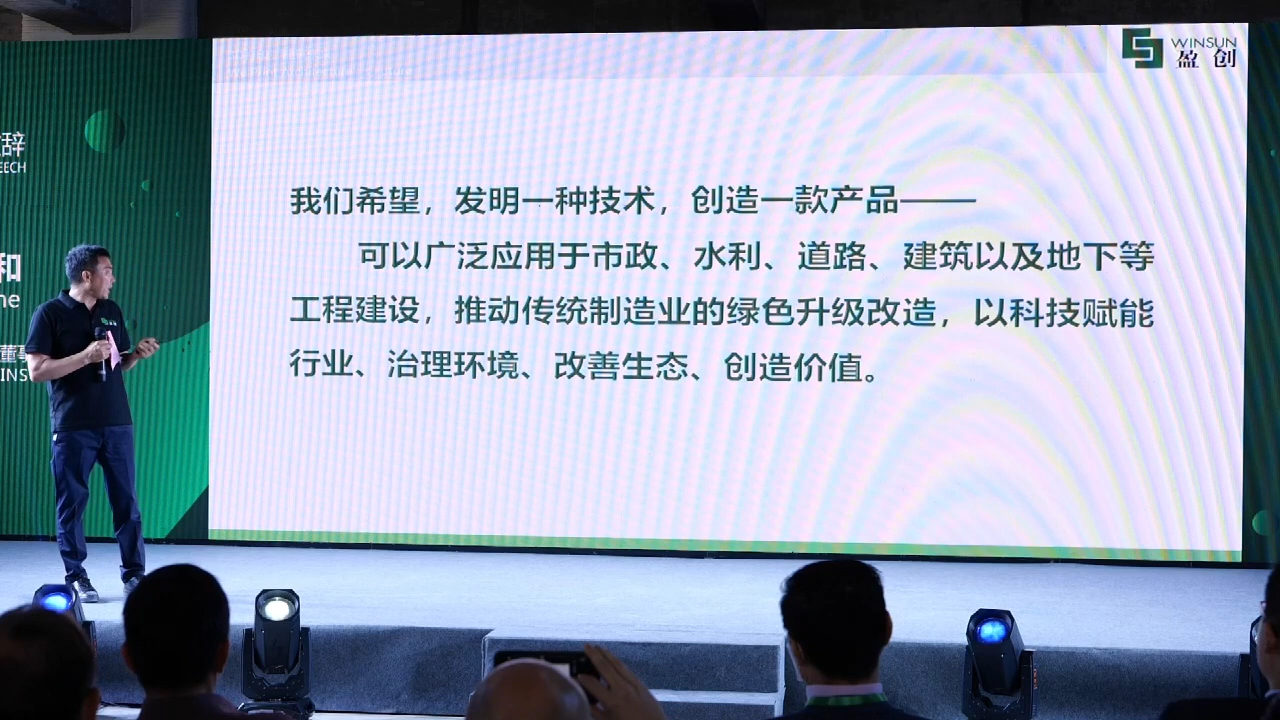 WINSUN
盈创
辞
EECH
和
我们希望，发明一种技术，创造一款产品——
可以广泛应用于市政、水利、道路、建筑以及地下等
工程建设，推动传统制造业的绿色升级改造，以科技赋能
行业、治理环境、改善生态、创造价值。
董事
INS